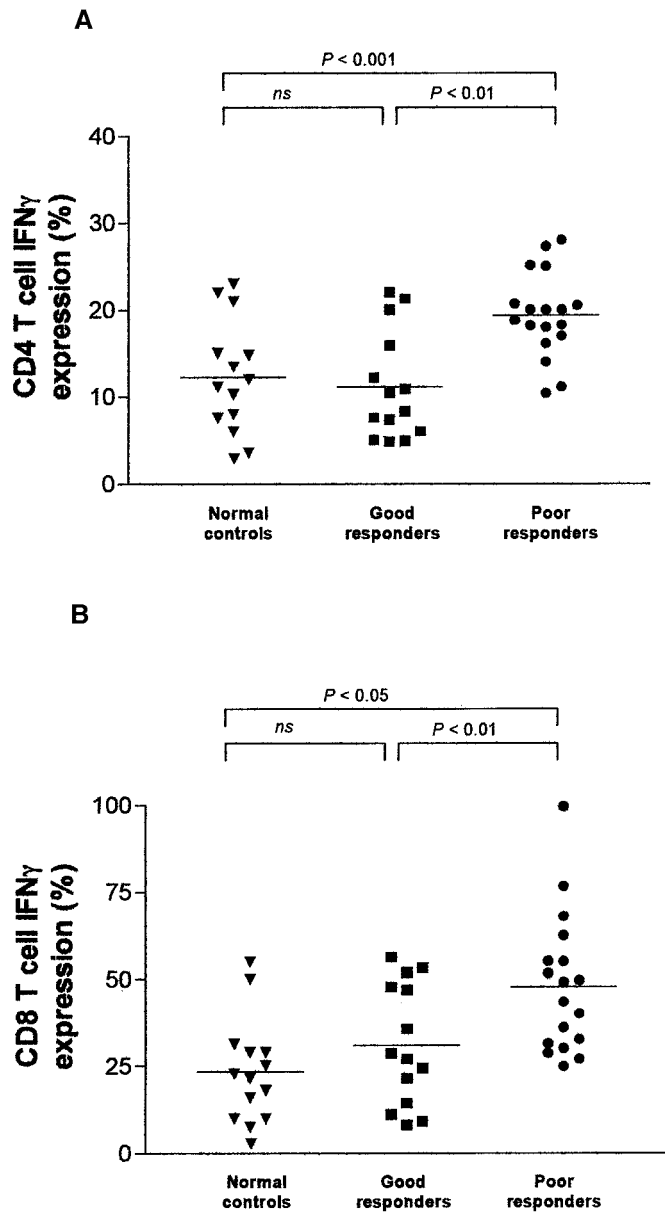 A
P < 0.001
ns
P < 0.01
CD4 T cell IFNγ
expression (%)
40
30
20
10
0
Normal
controls
Good
responders
Poor
responders
B
P < 0.05
ns
P < 0.01
CD8 T cell IFNγ
expression (%)
100
75
50
25
0
Normal
controls
Good
responders
Poor
responders